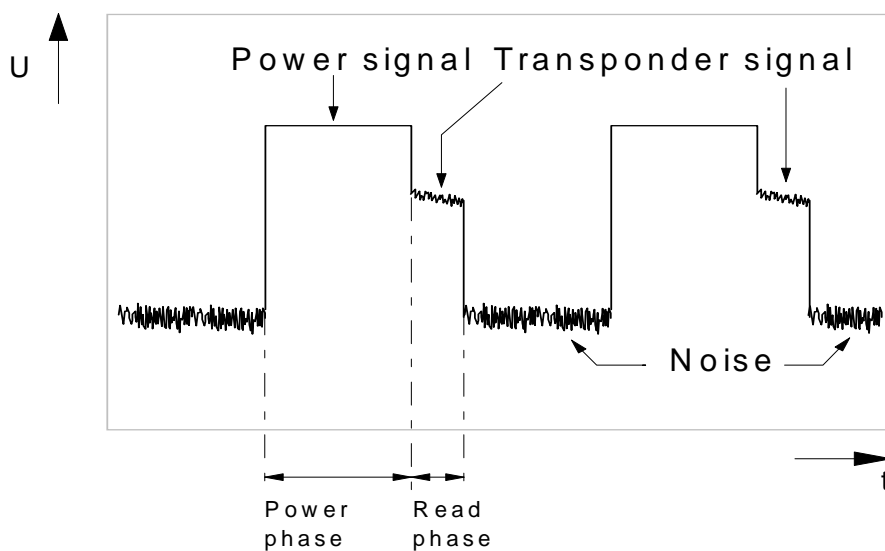 U
Power signal
Transponder signal
Noise
t
Power phase
Read phase